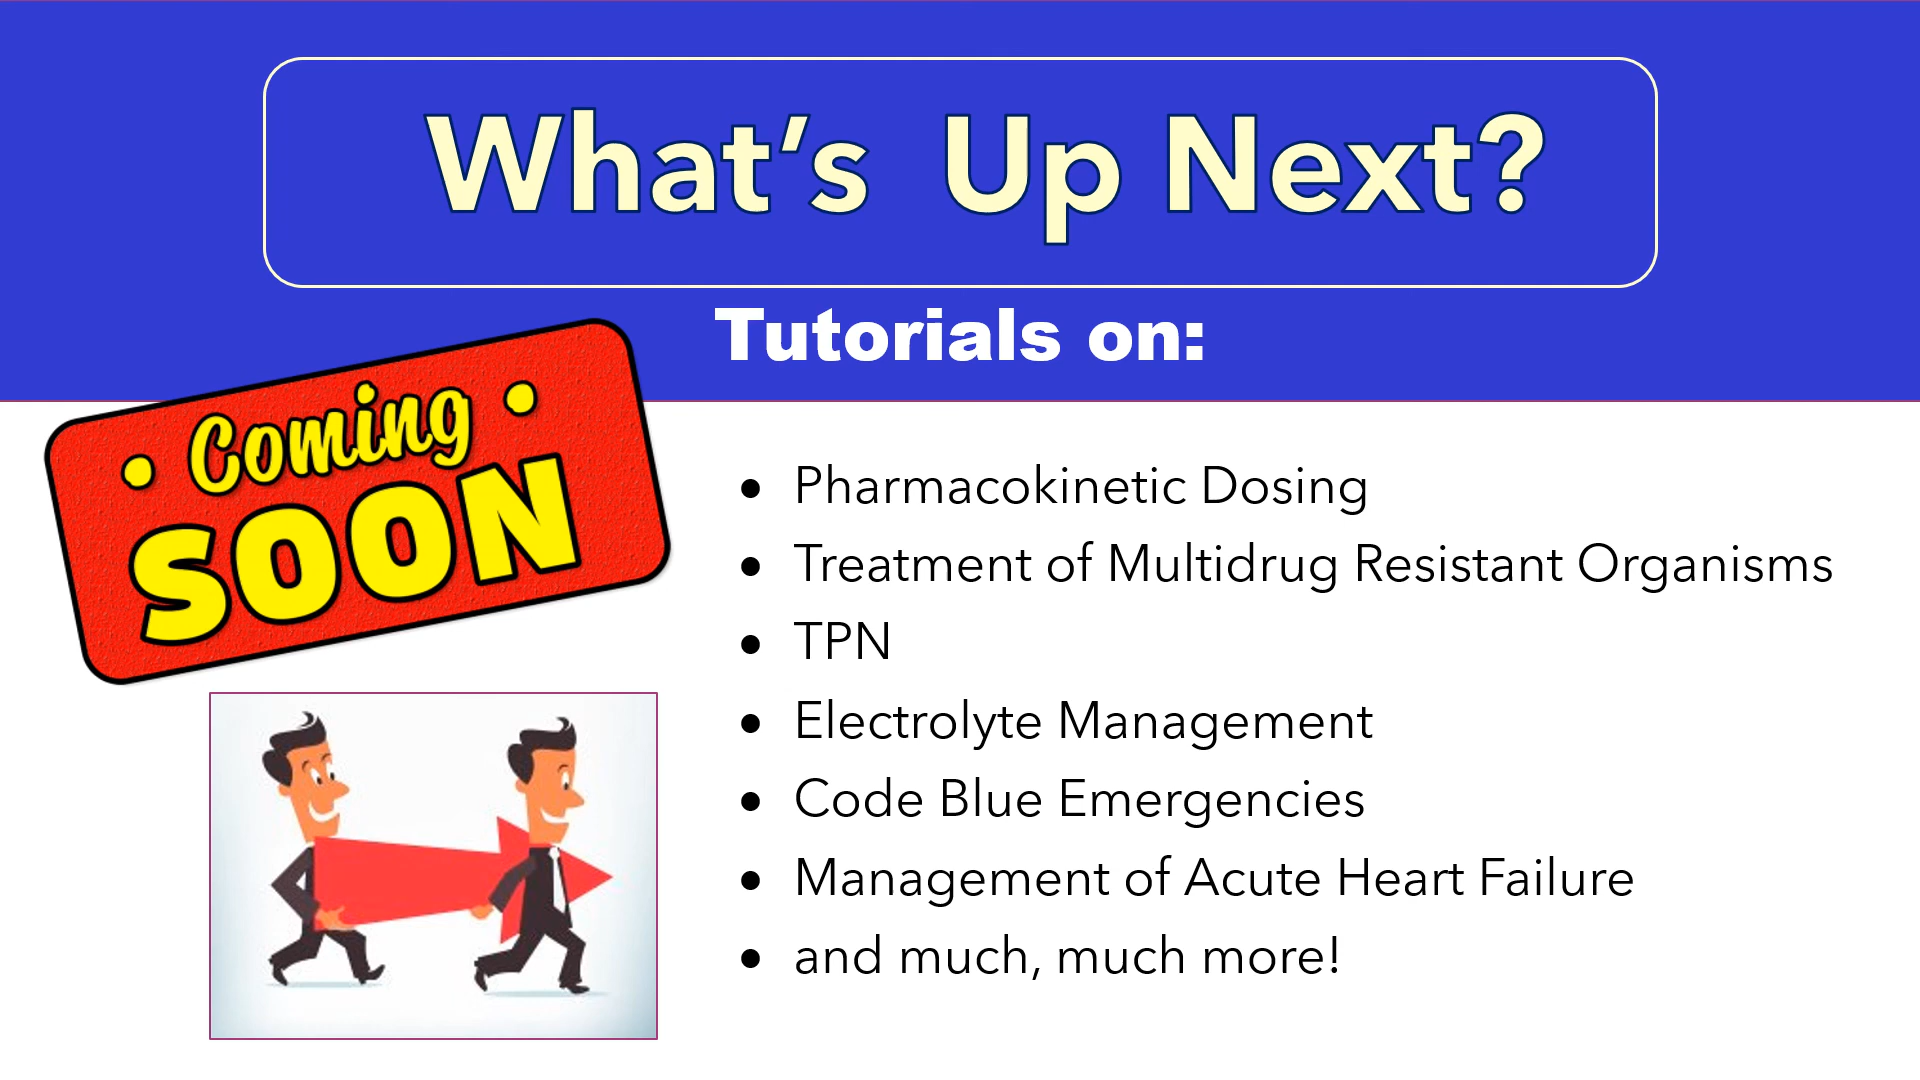 What’s  Up Next?
Tutorials on:
• Coming •
SOON
• Pharmacokinetic Dosing
• Treatment of Multidrug Resistant Organisms
• TPN
• Electrolyte Management
• Code Blue Emergencies
• Management of Acute Heart Failure
• and much, much more!